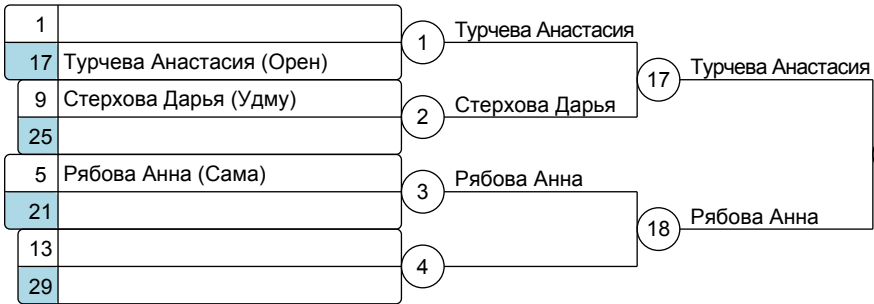 1
17 Турчева Анастасия (Орен)
1
Турчева Анастасия
9 Стерхова Дарья (Удму)
25
2
Стерхова Дарья
17
Турчева Анастасия
5 Рябова Анна (Сама)
21
3
Рябова Анна
13
29
4
18
Рябова Анна